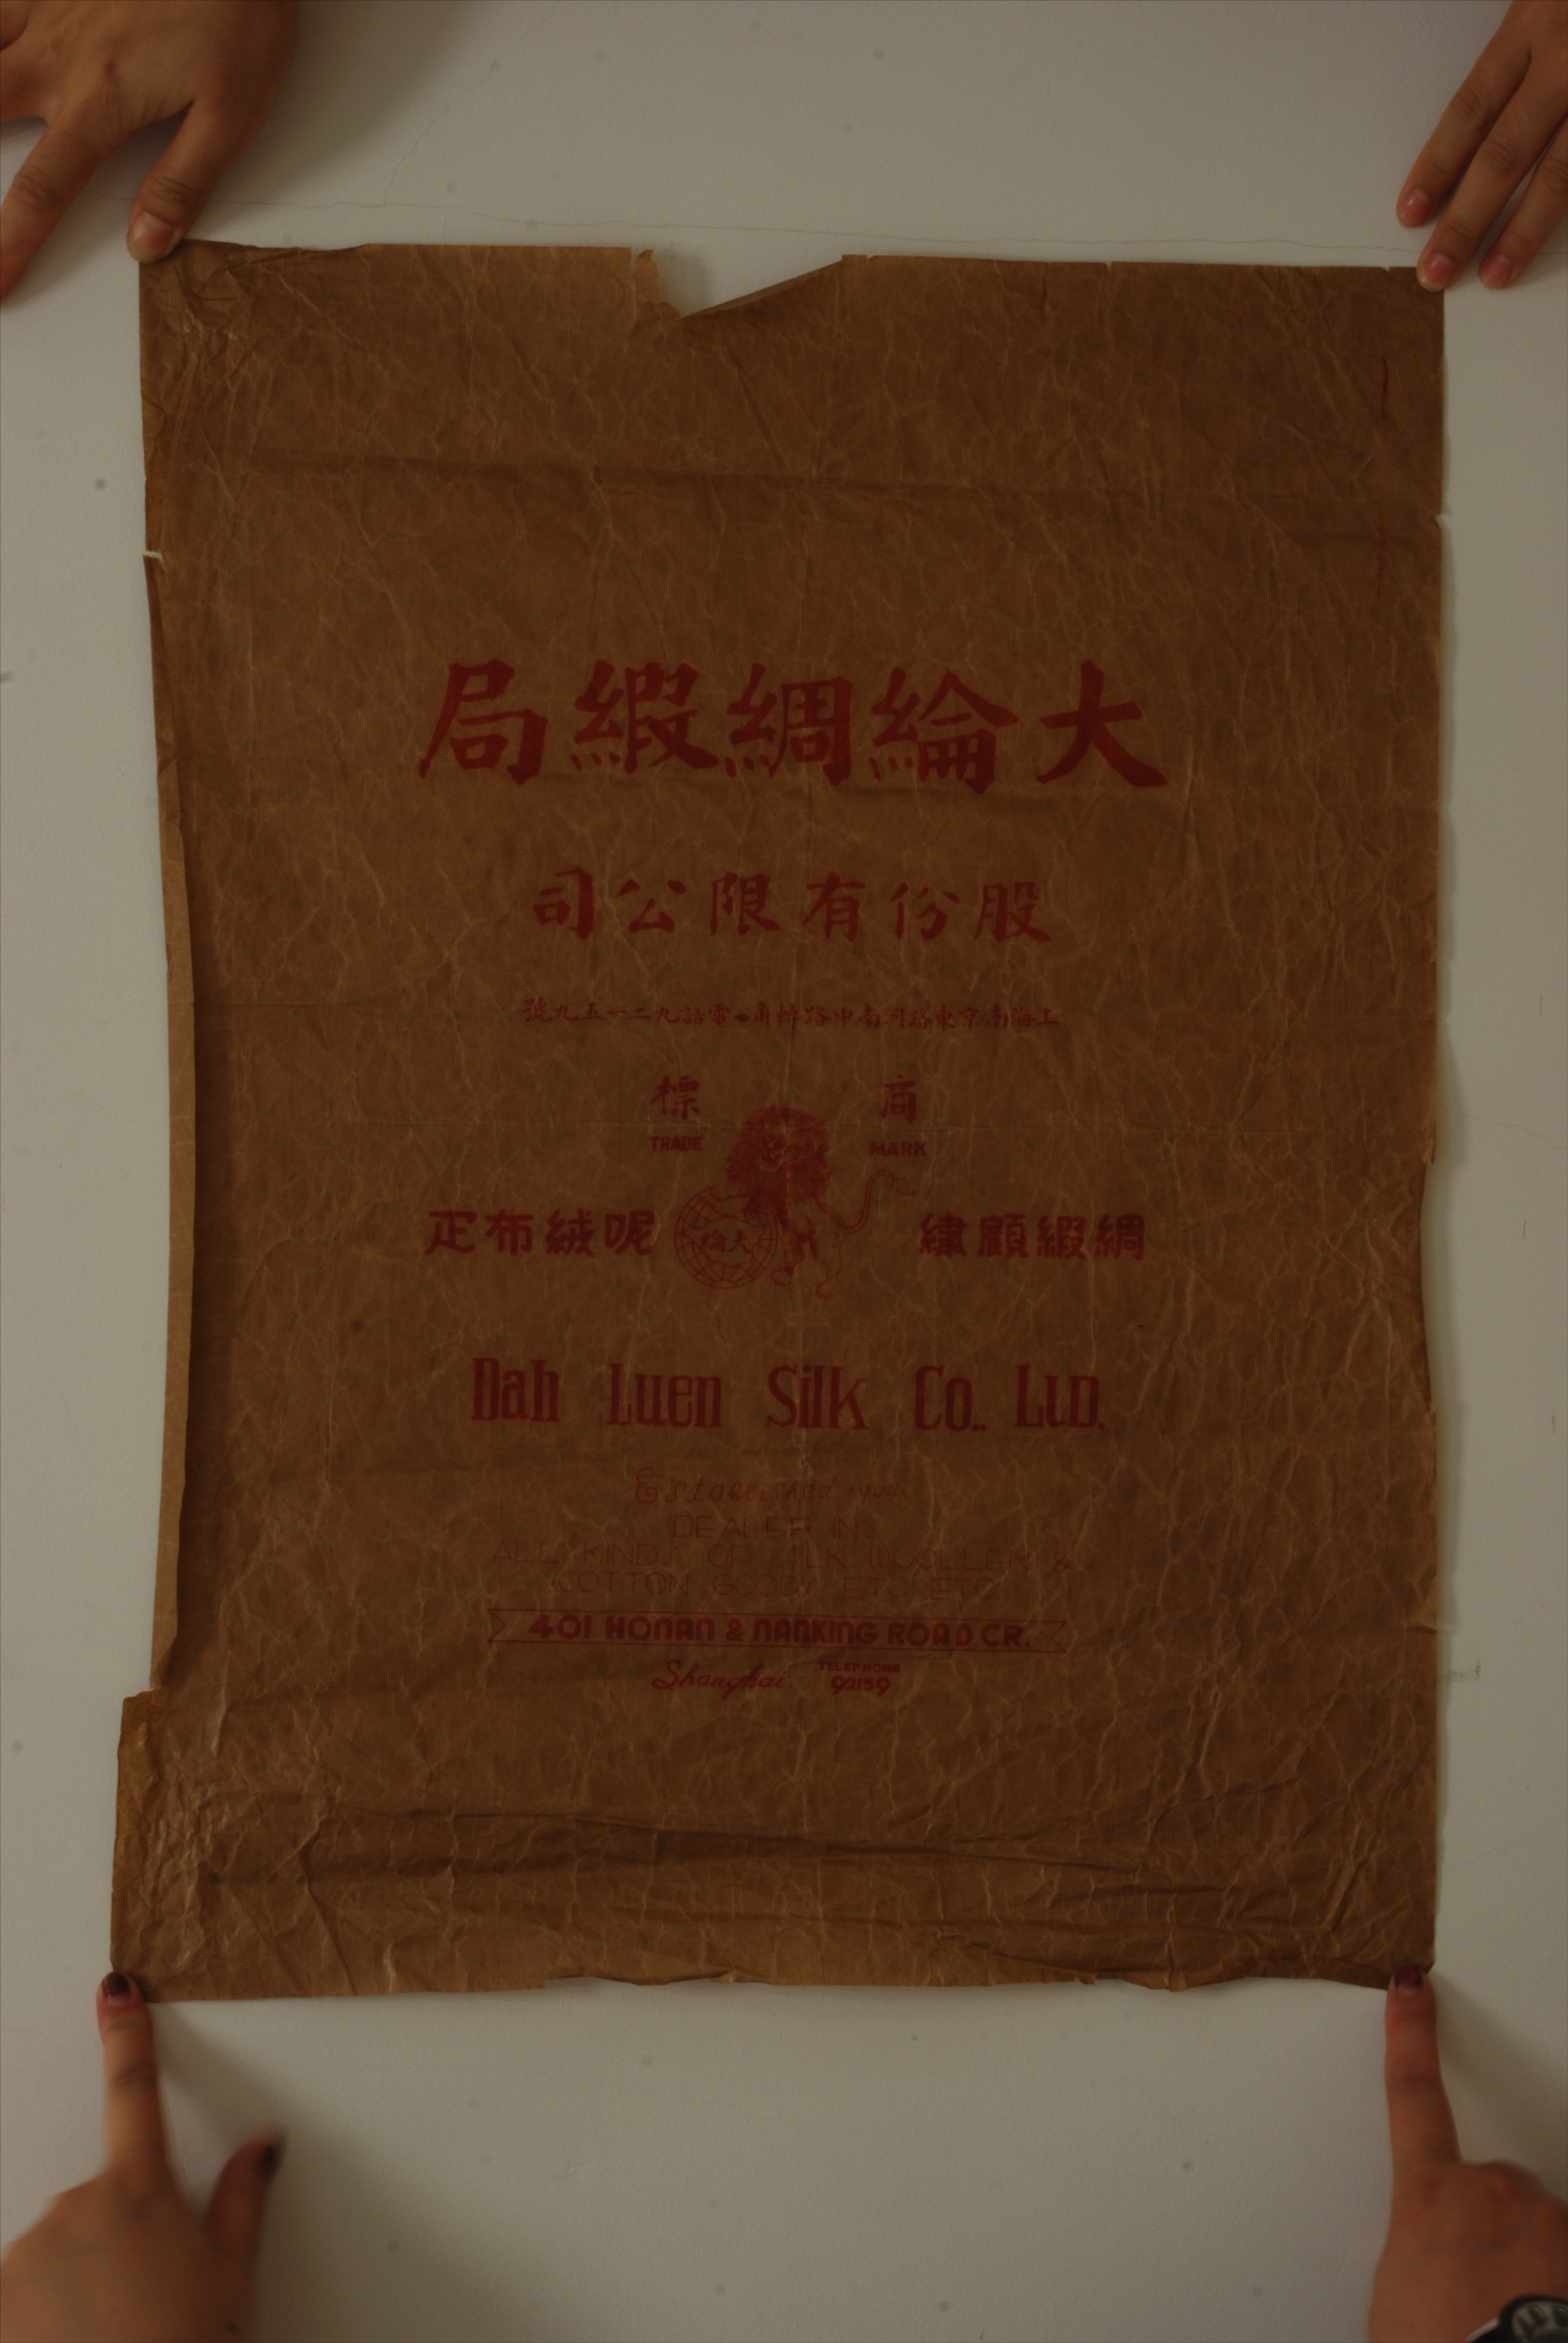 大綸綢緞局
股份有限公司
上海南京東路河南中路轉角◆電話九二一五九號
商標
TRADE MARK
綢緞顧繡 呢絨布疋
大綸
Dah Luen Silk Co., LTD.
Established
DEALER IN
ALL KINDS OF SILK WOOLLEN &
COTTON GOODS ETC ETC
401 HONAN & NANKING ROAD CR.
Shanghai TELEPHONE 92159